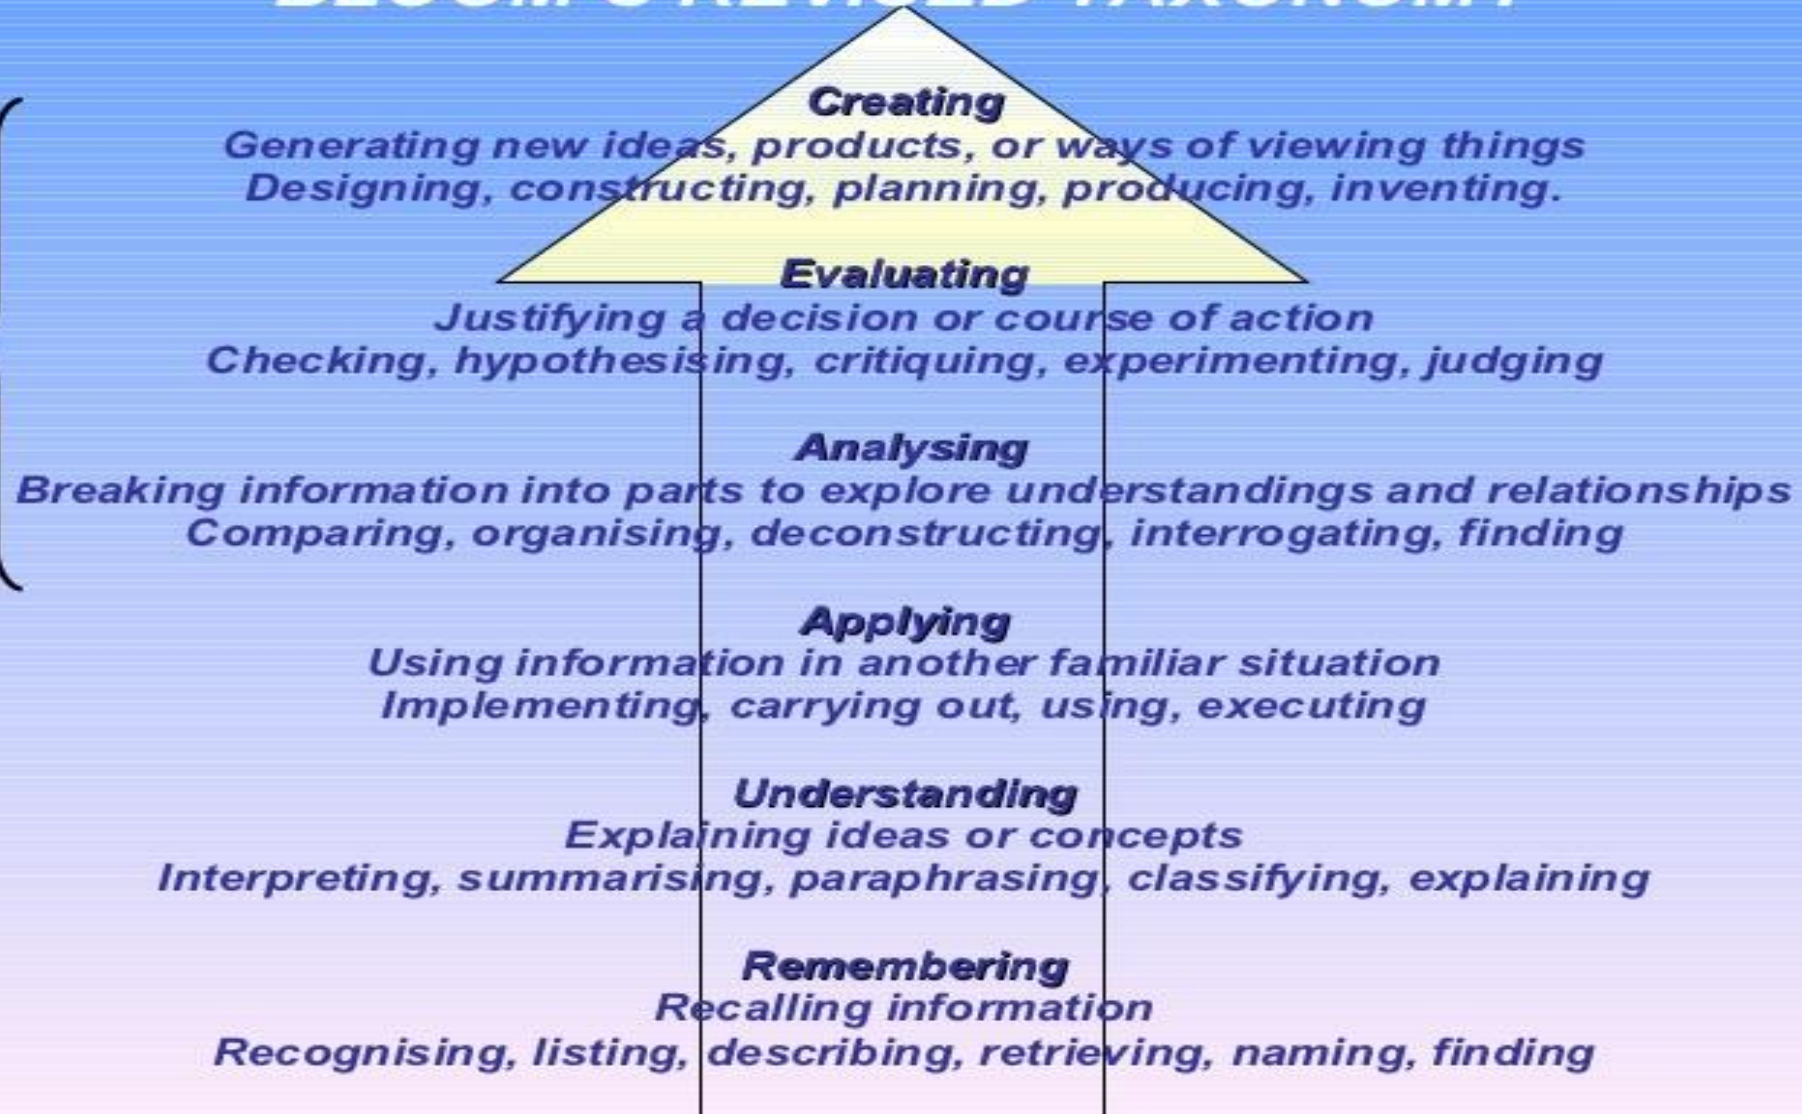 BLOOM'S REVISED TAXONOMY
Creating
Generating new ideas, products, or ways of viewing things
Designing, constructing, planning, producing, inventing.
Evaluating
Justifying a decision or course of action
Checking, hypothesising, critiquing, experimenting, judging
Analysing
Breaking information into parts to explore understandings and relationships
Comparing, organising, deconstructing, interrogating, finding
Applying
Using information in another familiar situation
Implementing, carrying out, using, executing
Understanding
Explaining ideas or concepts
Interpreting, summarising, paraphrasing, classifying, explaining
Remembering
Recalling information
Recognising, listing, describing, retrieving, naming, finding